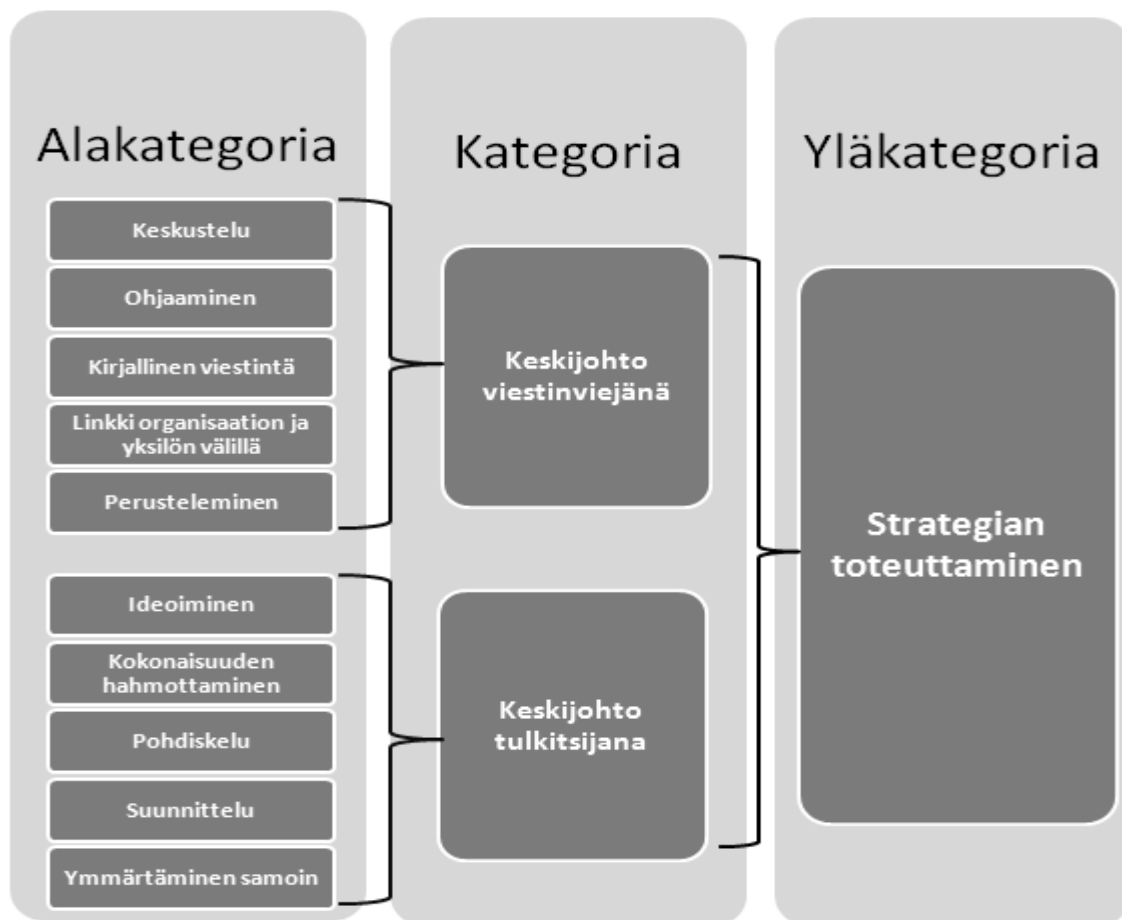 Alakategoria
Keskustelu
Ohjaaminen
Kirjallinen viestintä
Linkki organisaation ja
yksilön välillä
Perusteleminen
Ideoiminen
Kokonaisuuden
hahmottaminen
Pohdiskelu
Suunnittelu
Ymmärtäminen samoin
Kategoria
Keskijohto
viestinviejänä
Keskijohto
tulkitsijana
Yläkategoria
Strategian
toteuttaminen